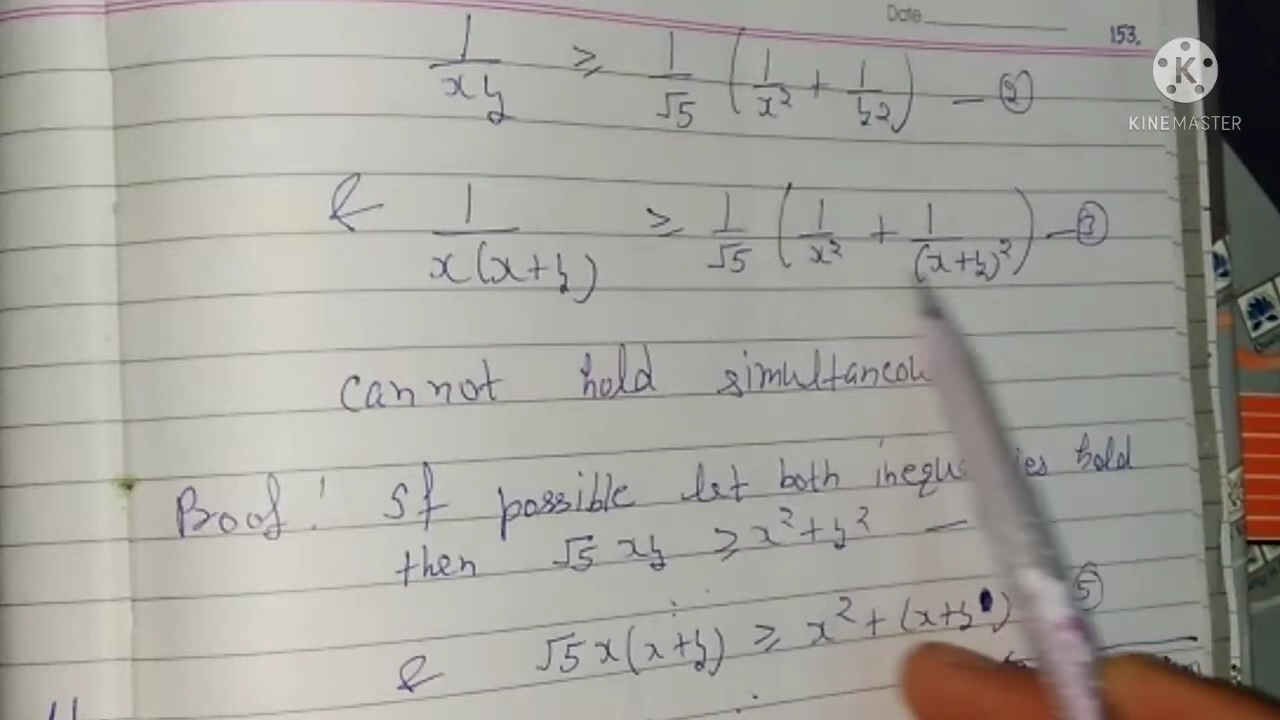 Date 153.
1/xy ≥ 1/√5 (1/x² + 1/y²) — ②
K
KINEMASTER
& 1/x(x+y) ≥ 1/√5 (1/x² + 1/(x+y)²) — ③
cannot hold simultaneou
Proof: If possible let both inequ ies hold
then √5 xy ≥ x² + y² —
& √5 x(x+y) ≥ x² + (x+y) ⑤